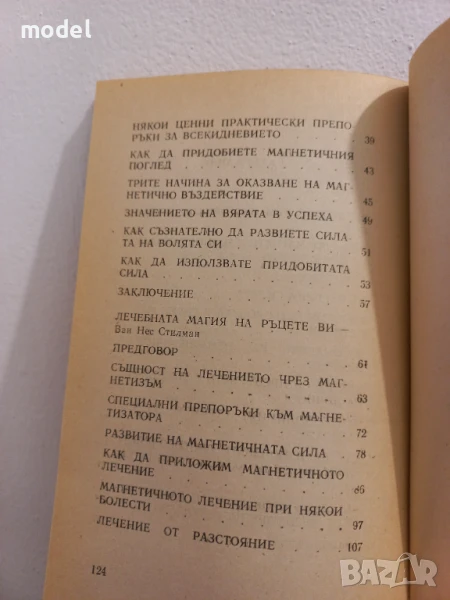 model
НЯКОИ ЦЕННИ ПРАКТИЧЕСКИ ПРЕПО-
РЪКИ ЗА ВСЕКИДНЕВИЕТО . . . 39
КАК ДА ПРИДОБИЕТЕ МАГНЕТИЧНИЯ
ПОГЛЕД . . . . . . . . 43
ТРИТЕ НАЧИНА ЗА ОКАЗВАНЕ НА МАГ-
НЕТИЧНО ВЪЗДЕЙСТВИЕ . . . . 45
ЗНАЧЕНИЕТО НА ВЯРАТА В УСПЕХА . 49
КАК СЪЗНАТЕЛНО ДА РАЗВИЕТЕ СИЛА
ТА НА ВОЛЯТА СИ . . . . . 51
КАК ДА ИЗПОЛЗВАТЕ ПРИДОБИТАТА
СИЛА . . . . . . . . . 53
ЗАКЛЮЧЕНИЕ . . . . . . . 57
ЛЕЧЕБНАТА МАГИЯ НА РЪЦЕТЕ ВИ —
Ван Нес Стилман
ПРЕДГОВОР . . . . . . . 61
СЪЩНОСТ НА ЛЕЧЕНИЕТО ЧРЕЗ МАГ-
НЕТИЗЪМ . . . . . . . . 63
СПЕЦИАЛНИ ПРЕПОРЪКИ КЪМ МАГНЕ-
ТИЗАТОРА . . . . . . . . 72
РАЗВИТИЕ НА МАГНЕТИЧНАТА СИЛА . 78
КАК ДА ПРИЛОЖИМ МАГНЕТИЧНОТО
ЛЕЧЕНИЕ . . . . . . . . 86
МАГНЕТИЧНОТО ЛЕЧЕНИЕ ПРИ НЯКОИ
БОЛЕСТИ . . . . . . . . 97
ЛЕЧЕНИЕ ОТ РАЗСТОЯНИЕ . . . . 107
124
BAZAR